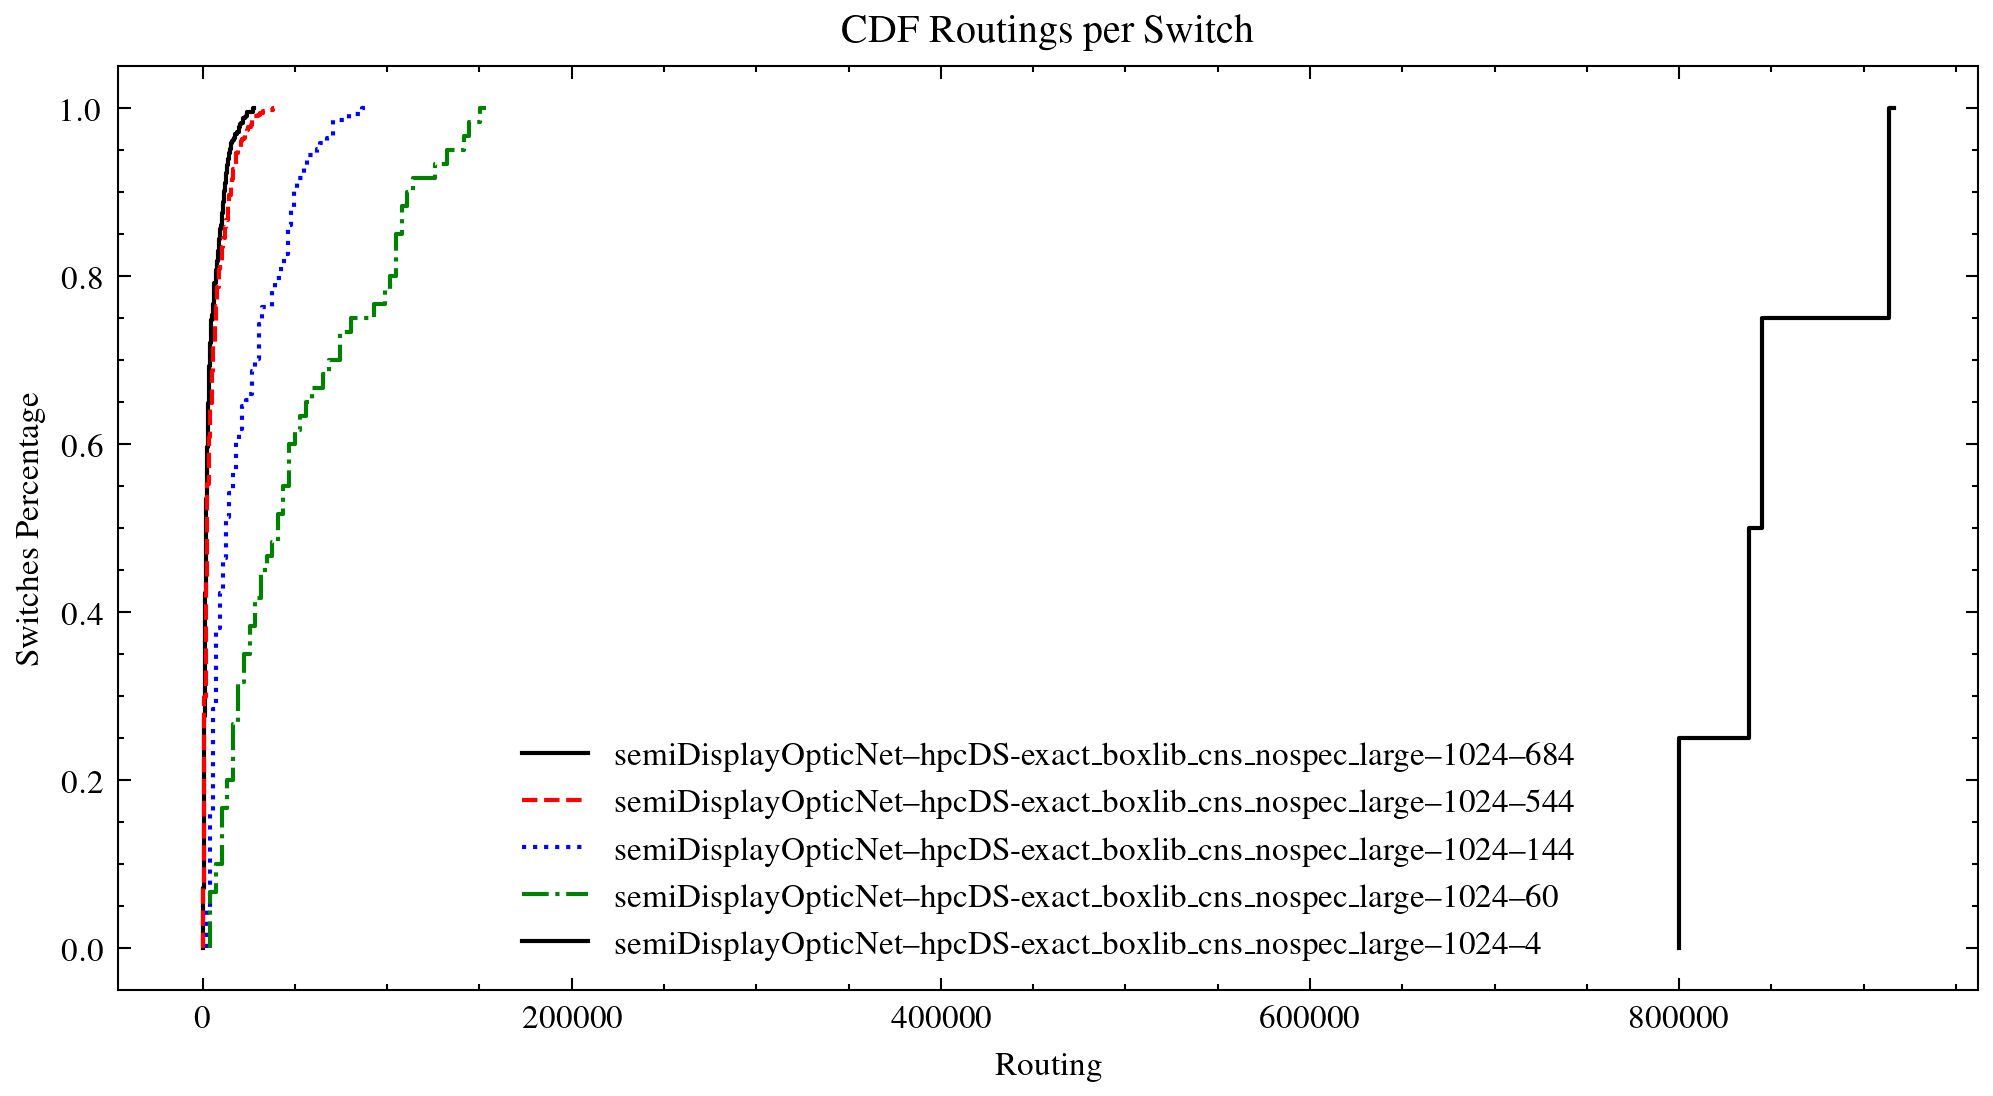 CDF Routings per Switch
Switches Percentage
1.0
0.8
0.6
0.4
0.2
0.0
semiDisplayOpticNet–hpcDS-exact_boxlib_cns_nospec_large–1024–684
semiDisplayOpticNet–hpcDS-exact_boxlib_cns_nospec_large–1024–544
semiDisplayOpticNet–hpcDS-exact_boxlib_cns_nospec_large–1024–144
semiDisplayOpticNet–hpcDS-exact_boxlib_cns_nospec_large–1024–60
semiDisplayOpticNet–hpcDS-exact_boxlib_cns_nospec_large–1024–4
0 200000 400000 600000 800000
Routing